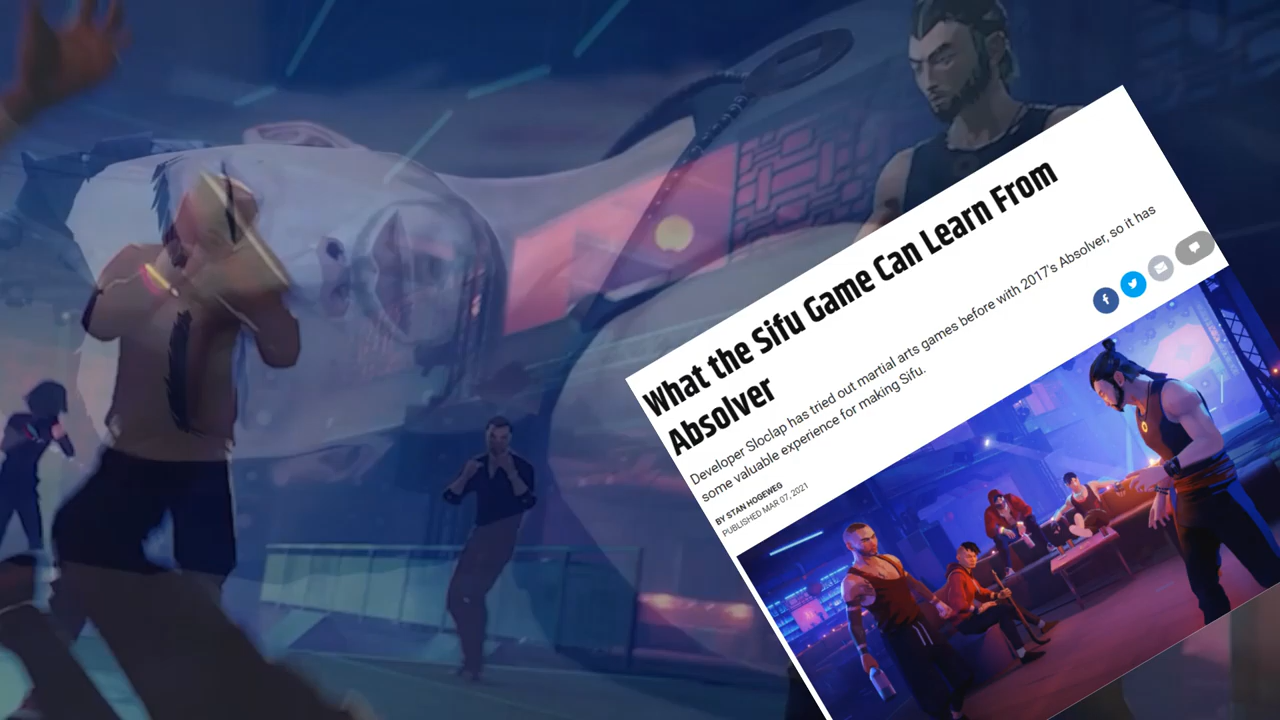 What the Sifu Game Can Learn From
Absolver
Developer Sloclap has tried out martial arts games before with 2017's Absolver, so it has
some valuable experience for making Sifu.
BY STAN HOGEWEG
PUBLISHED MAR 07, 2021